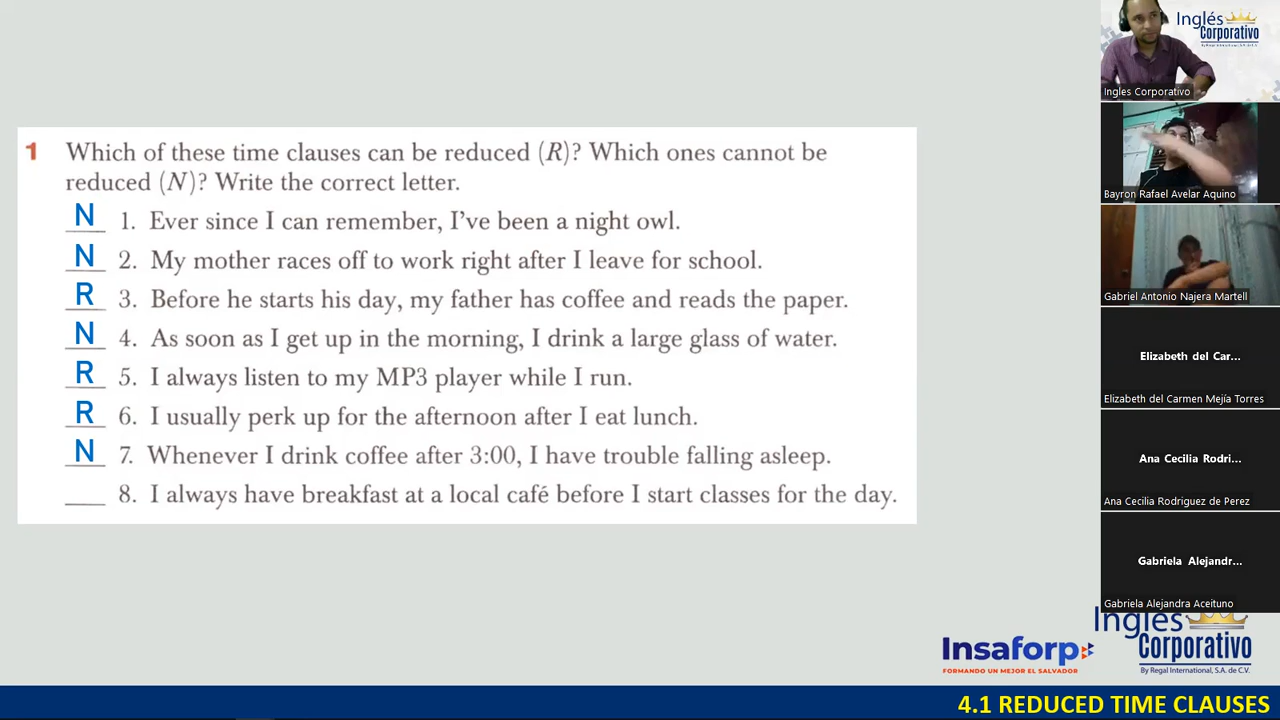 1 Which of these time clauses can be reduced (R)? Which ones cannot be
reduced (N)? Write the correct letter.
N 1. Ever since I can remember, I've been a night owl.
N 2. My mother races off to work right after I leave for school.
R 3. Before he starts his day, my father has coffee and reads the paper.
N 4. As soon as I get up in the morning, I drink a large glass of water.
R 5. I always listen to my MP3 player while I run.
R 6. I usually perk up for the afternoon after I eat lunch.
N 7. Whenever I drink coffee after 3:00, I have trouble falling asleep.
___ 8. I always have breakfast at a local café before I start classes for the day.
Inglés
Corporativo
Ingles Corporativo
Bayron Rafael Avelar Aquino
Gabriel Antonio Najera Martell
Elizabeth del Car...
Elizabeth del Carmen Mejía Torres
Ana Cecilia Rodri...
Ana Cecilia Rodriguez de Perez
Gabriela Alejandr...
Gabriela Alejandra Aceituno
Insaforp
FORMANDO UN MEJOR EL SALVADOR
Inglés
Corporativo
By Regal International, S.A. de C.V.
4.1 REDUCED TIME CLAUSES